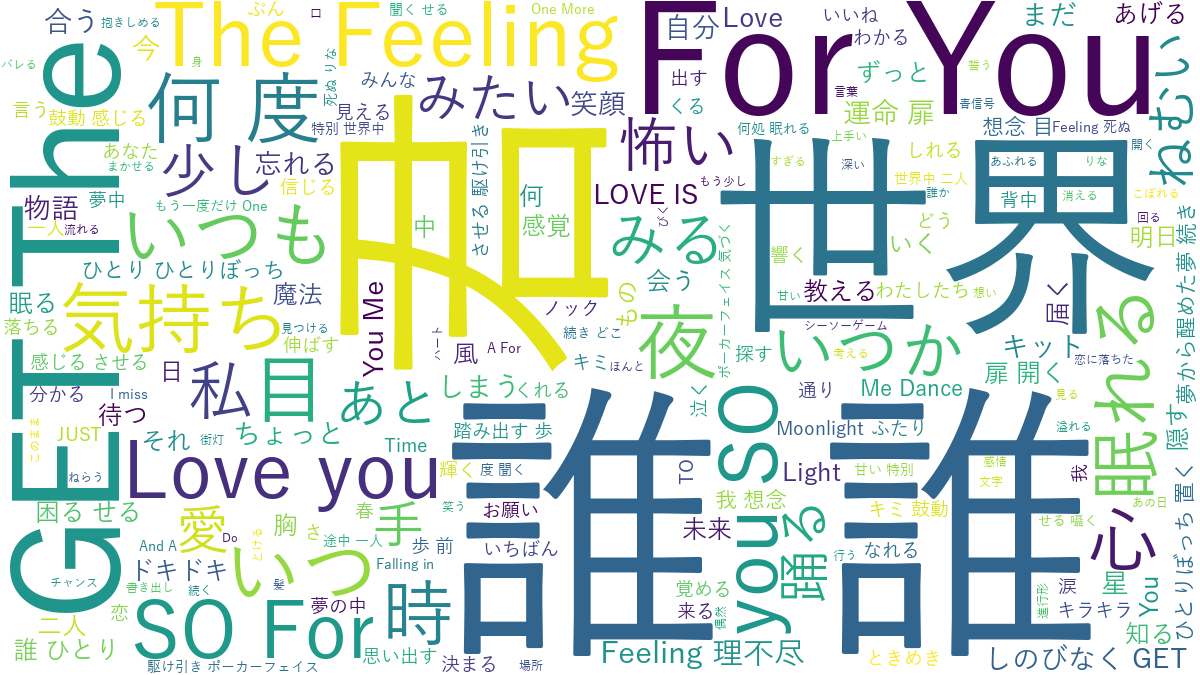 合う
抱きしめる
ぶん
口
聞く せる
One More
自分
Love
いいね
まだ
あげる
今
The Feeling
For You
わかる
バレる
身
死ぬ りな
みんな
出す
ずっと
誓う
言う
何 度
みたい
笑顔
くる
言葉
運命 扉
青信号
ねむい
鼓動 感じる
見える
特別 世界中
怖い
何処 眠れる
上手い
想念 目
Feeling 死ぬ
開く
あなた
まかせる
少し
忘れる
させる 駆け引き
すぎる
深い
しれる
あふれる
りな
信じる
LOVE IS
もう少し
世界中 二人
誰か
背中
消える
こぼれる
物語
夢中
もう一度だけ One
何
一人
流れる
いつも
中
感覚
みる
びく
どう
回る
明日
響く
いく
ひとり ひとりぼっち
会う
ポーカーフェイス 気づく
世界
眠る
魔法
気持ち
You Me
ノック
もの
甘い
教える
わたしたち
想い
届く
夢から醒めた夢 続き
落ちる
見つける
伸ばす
続き どこ
夜
シーソーゲーム
眠れる
感じる させる
トーン
風
A For
キミ
ほんと
探す
いつか
考える
キット
恋に落ちた
日
分かる
I miss
私
目
あと
しまう
くれる
泣く
通り
Me Dance
扉 開く
見る
待つ
JUST
それ
街灯
ちょっと
Time
踏み出す 歩
Moonlight ふたり
溢れる
隠す
このまま
ねらう
Love you
輝く
度 聞く
誰
誰
TO
you SO
Light
甘い 特別
感情
文字
我
困る せる
愛
春
手
笑う
お願い
我 想念
キミ 鼓動
あの日
胸
さ
途中 一人
歩 前
いちばん
未来
踊る
行う
なれる
せる 囁く
心
ひとりぼっち 置く
GET The
And A
Do
とける
Falling in
ドキドキ
いつ
チャンス
書き出し
続く
髪
夢の中
時
覚める
来る
偶然
進行形
涙
星
You
恋
二人
SO For
キラキラ
知る
誰 ひとり
思い出す
Feeling 理不尽
ときめき
しのびなく GET
駆け引き ポーカーフェイス
決まる
場所